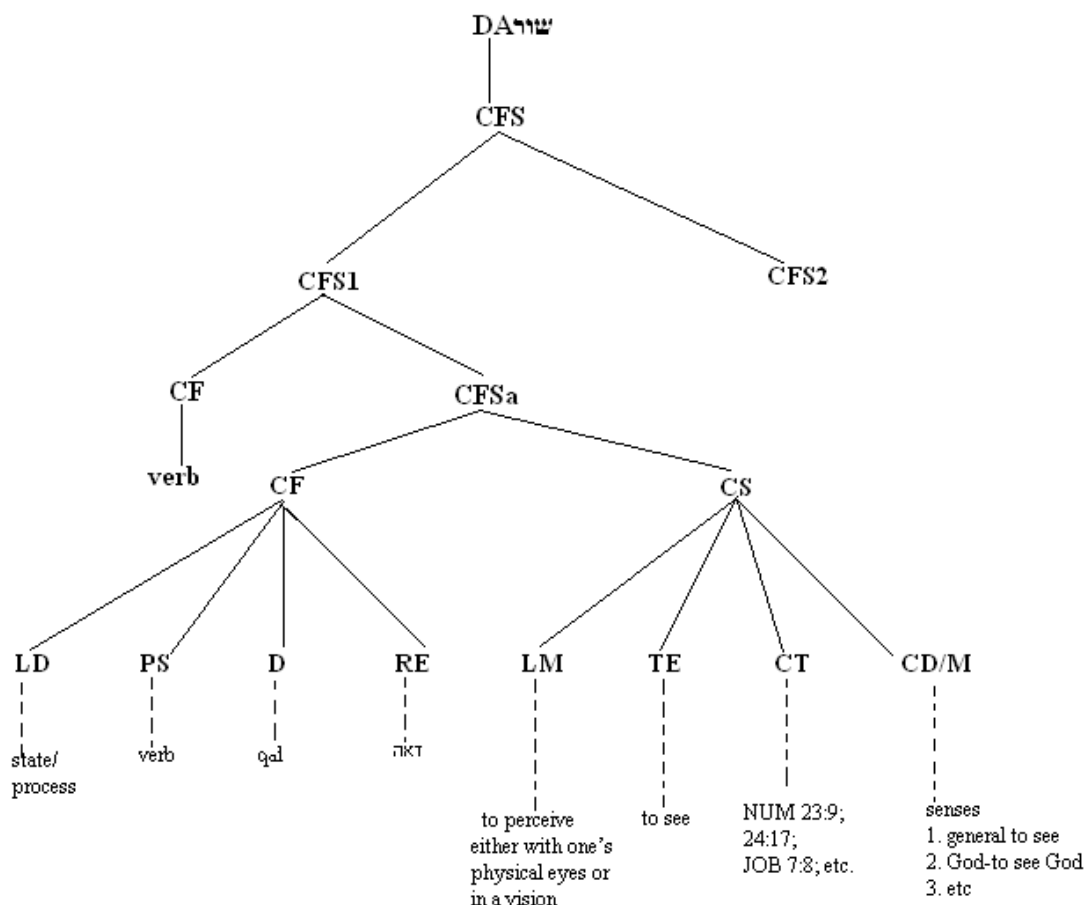 DAשור
CFS
CFS1
CFS2
CF
CFSa
verb
CF
CS
LD
PS
D
RE
LM
TE
CT
CD/M
state/
process
verb
qal
ראה
to perceive
either with one's
physical eyes or
in a vision
to see
NUM 23:9;
24:17;
JOB 7:8; etc.
senses
1. general to see
2. God-to see God
3. etc